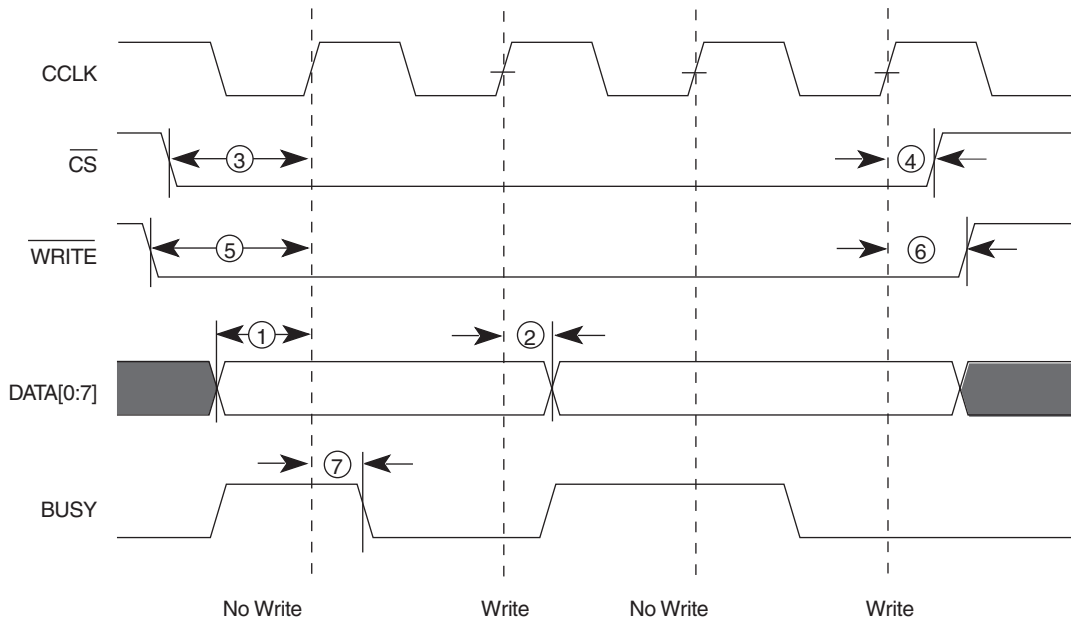 CCLK
CS
3
4
WRITE
5
6
1
2
DATA[0:7]
7
BUSY
No Write Write No Write Write